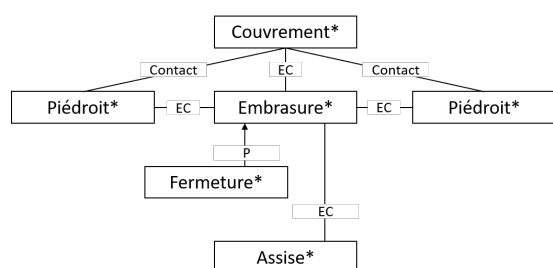 Couvrement*
Contact
EC
Contact
Piédroit*
EC
Embrasure*
EC
Piédroit*
P
Fermeture*
EC
Assise*